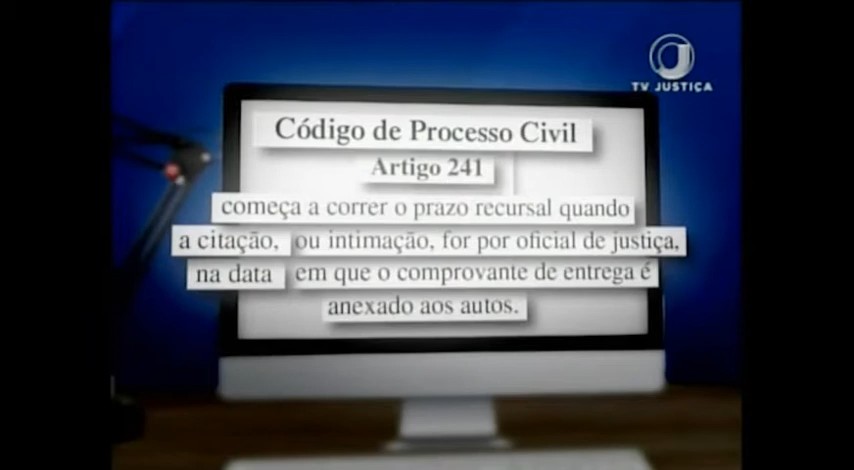 TV JUSTIÇA
Código de Processo Civil
Artigo 241
começa a correr o prazo recursal quando
a citação, ou intimação, for por oficial de justiça,
na data em que o comprovante de entrega é
anexado aos autos.